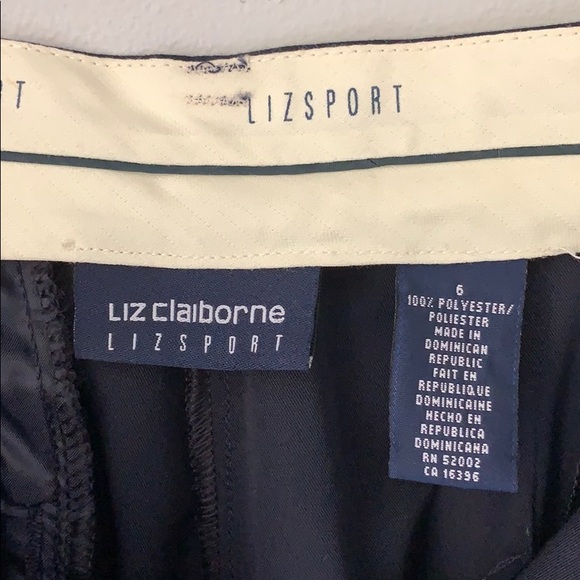 PT
LIZSPORT
Liz claiborne
LIZSPORT
6
100% POLYESTER/
POLIESTER
MADE IN
DOMINICAN
REPUBLIC
FAIT EN
REPUBLIQUE
DOMINICAINE
HECHO EN
REPUBLICA
DOMINICANA
RN 52002
CA 16396